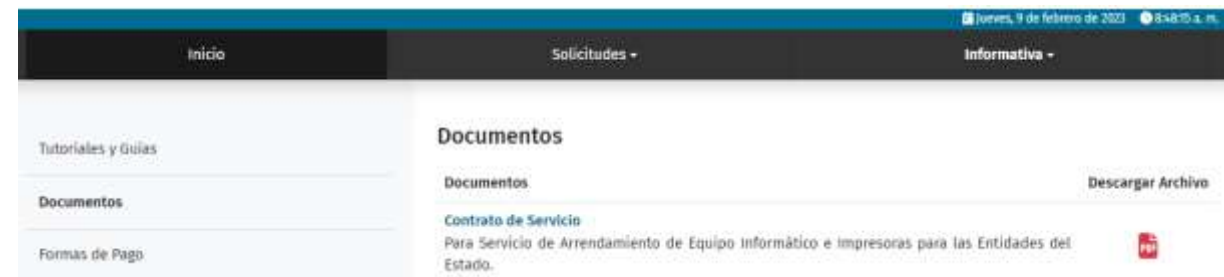 Jueves, 9 de febrero de 2023 8:48:15 a. m.
Inicio Solicitudes Informativa
Tutoriales y Guías
Documentos
Formas de Pago
Documentos
Documentos Descargar Archivo
Contrato de Servicio
Para Servicio de Arrendamiento de Equipo Informático e Impresoras para las Entidades del
Estado.
PDF